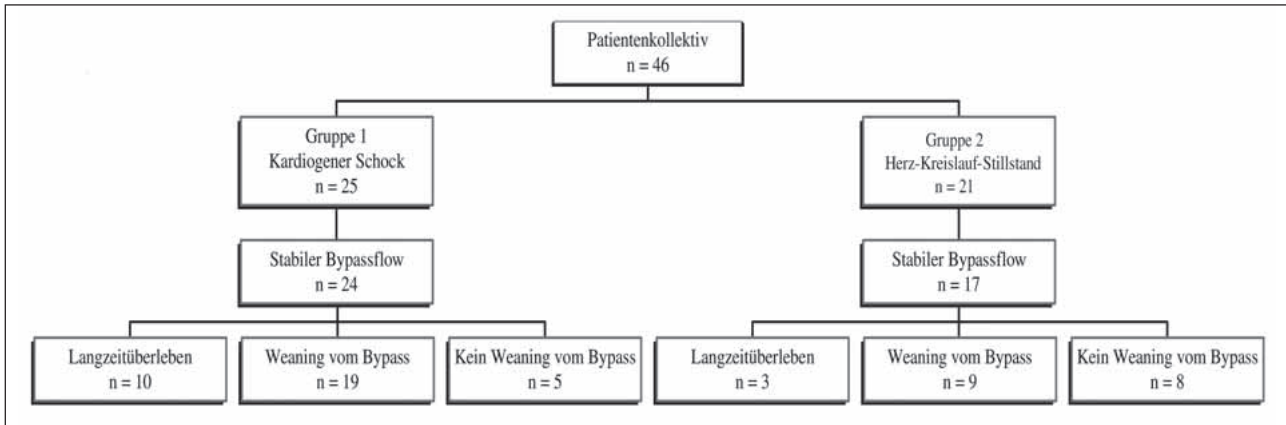 Patientenkollektiv
n = 46
Gruppe 1
Kardiogener Schock
n = 25
Gruppe 2
Herz-Kreislauf-Stillstand
n = 21
Stabiler Bypassflow
n = 24
Stabiler Bypassflow
n = 17
Langzeitüberleben
n = 10
Weaning vom Bypass
n = 19
Kein Weaning vom Bypass
n = 5
Langzeitüberleben
n = 3
Weaning vom Bypass
n = 9
Kein Weaning vom Bypass
n = 8